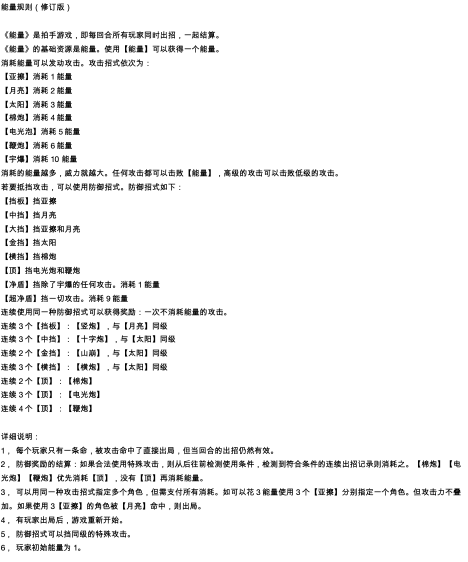 能量规则（修订版）
《能量》是拍手游戏，即每回合所有玩家同时出招，一起结算。
《能量》的基础资源是能量。使用【能量】可以获得一个能量。
消耗能量可以发动攻击。攻击招式依次为：
【亚擦】消耗 1 能量
【月亮】消耗 2 能量
【太阳】消耗 3 能量
【棉炮】消耗 4 能量
【电光泡】消耗 5 能量
【鞭炮】消耗 6 能量
【宇爆】消耗 10 能量
消耗的能量越多，威力就越大。任何攻击都可以击败【能量】，高级的攻击可以击败低级的攻击。
若要抵挡攻击，可以使用防御招式。防御招式如下：
【挡板】挡亚擦
【中挡】挡月亮
【大挡】挡亚擦和月亮
【金挡】挡太阳
【横挡】挡棉炮
【顶】挡电光炮和鞭炮
【净盾】挡除了宇爆的任何攻击。消耗 1 能量
【超净盾】挡一切攻击。消耗 9 能量
连续使用同一种防御招式可以获得奖励：一次不消耗能量的攻击。
连续 3 个【挡板】：【竖炮】，与【月亮】同级
连续 3 个【中挡】：【十字炮】，与【太阳】同级
连续 2 个【金挡】：【山崩】，与【太阳】同级
连续 3 个【横挡】：【横炮】，与【太阳】同级
连续 2 个【顶】：【棉炮】
连续 3 个【顶】：【电光炮】
连续 4 个【顶】：【鞭炮】
详细说明：
1， 每个玩家只有一条命，被攻击命中了直接出局，但当回合的出招仍然有效。
2， 防御奖励的结算：如果合法使用特殊攻击，则从后往前检测使用条件，检测到符合条件的连续出招记录则消耗之。【棉炮】【电
光炮】【鞭炮】优先消耗【顶】，没有【顶】再消耗能量。
3， 可以用同一种攻击招式指定多个角色，但需支付所有消耗。如可以花 3 能量使用 3 个【亚擦】分别指定一个角色。但攻击力不叠
加。如果使用 3【亚擦】的角色被【月亮】命中，则出局。
4， 有玩家出局后，游戏重新开始。
5， 防御招式可以挡同级的特殊攻击。
6， 玩家初始能量为 1。